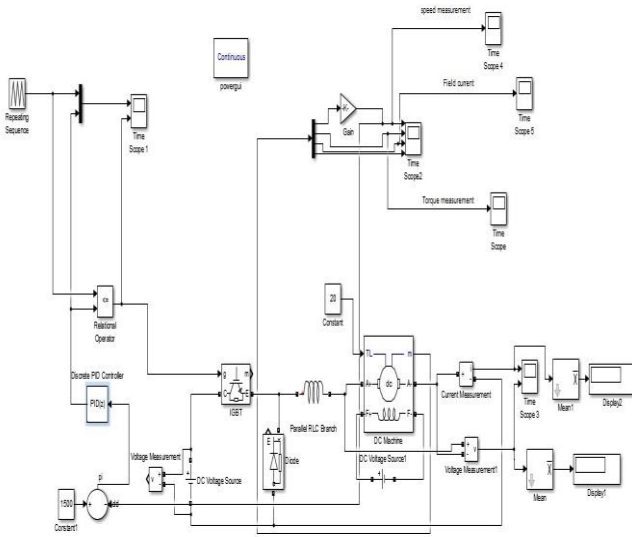 speed measurement
Continuous
powergui
Time
Scope 4
Field current
Repeating
Sequence
Time
Scope 1
Gain
Time
Scope 5
Time
Scope2
Torque measurement
Time
Scope
<=
Relational
Operator
20
Constant
Discrete PID Controller
PID(z)
g
m
C
E
IGBT
Parallel RLC Branch
TL
m
A+
dc
A-
F+
F-
DC Machine
Current Measurement
Time
Scope 3
Mean1
Display2
pi
Voltage Measurement
DC Voltage Source
Diode
DC Voltage Source1
Voltage Measurement1
Mean
Display1
1500
Constant1